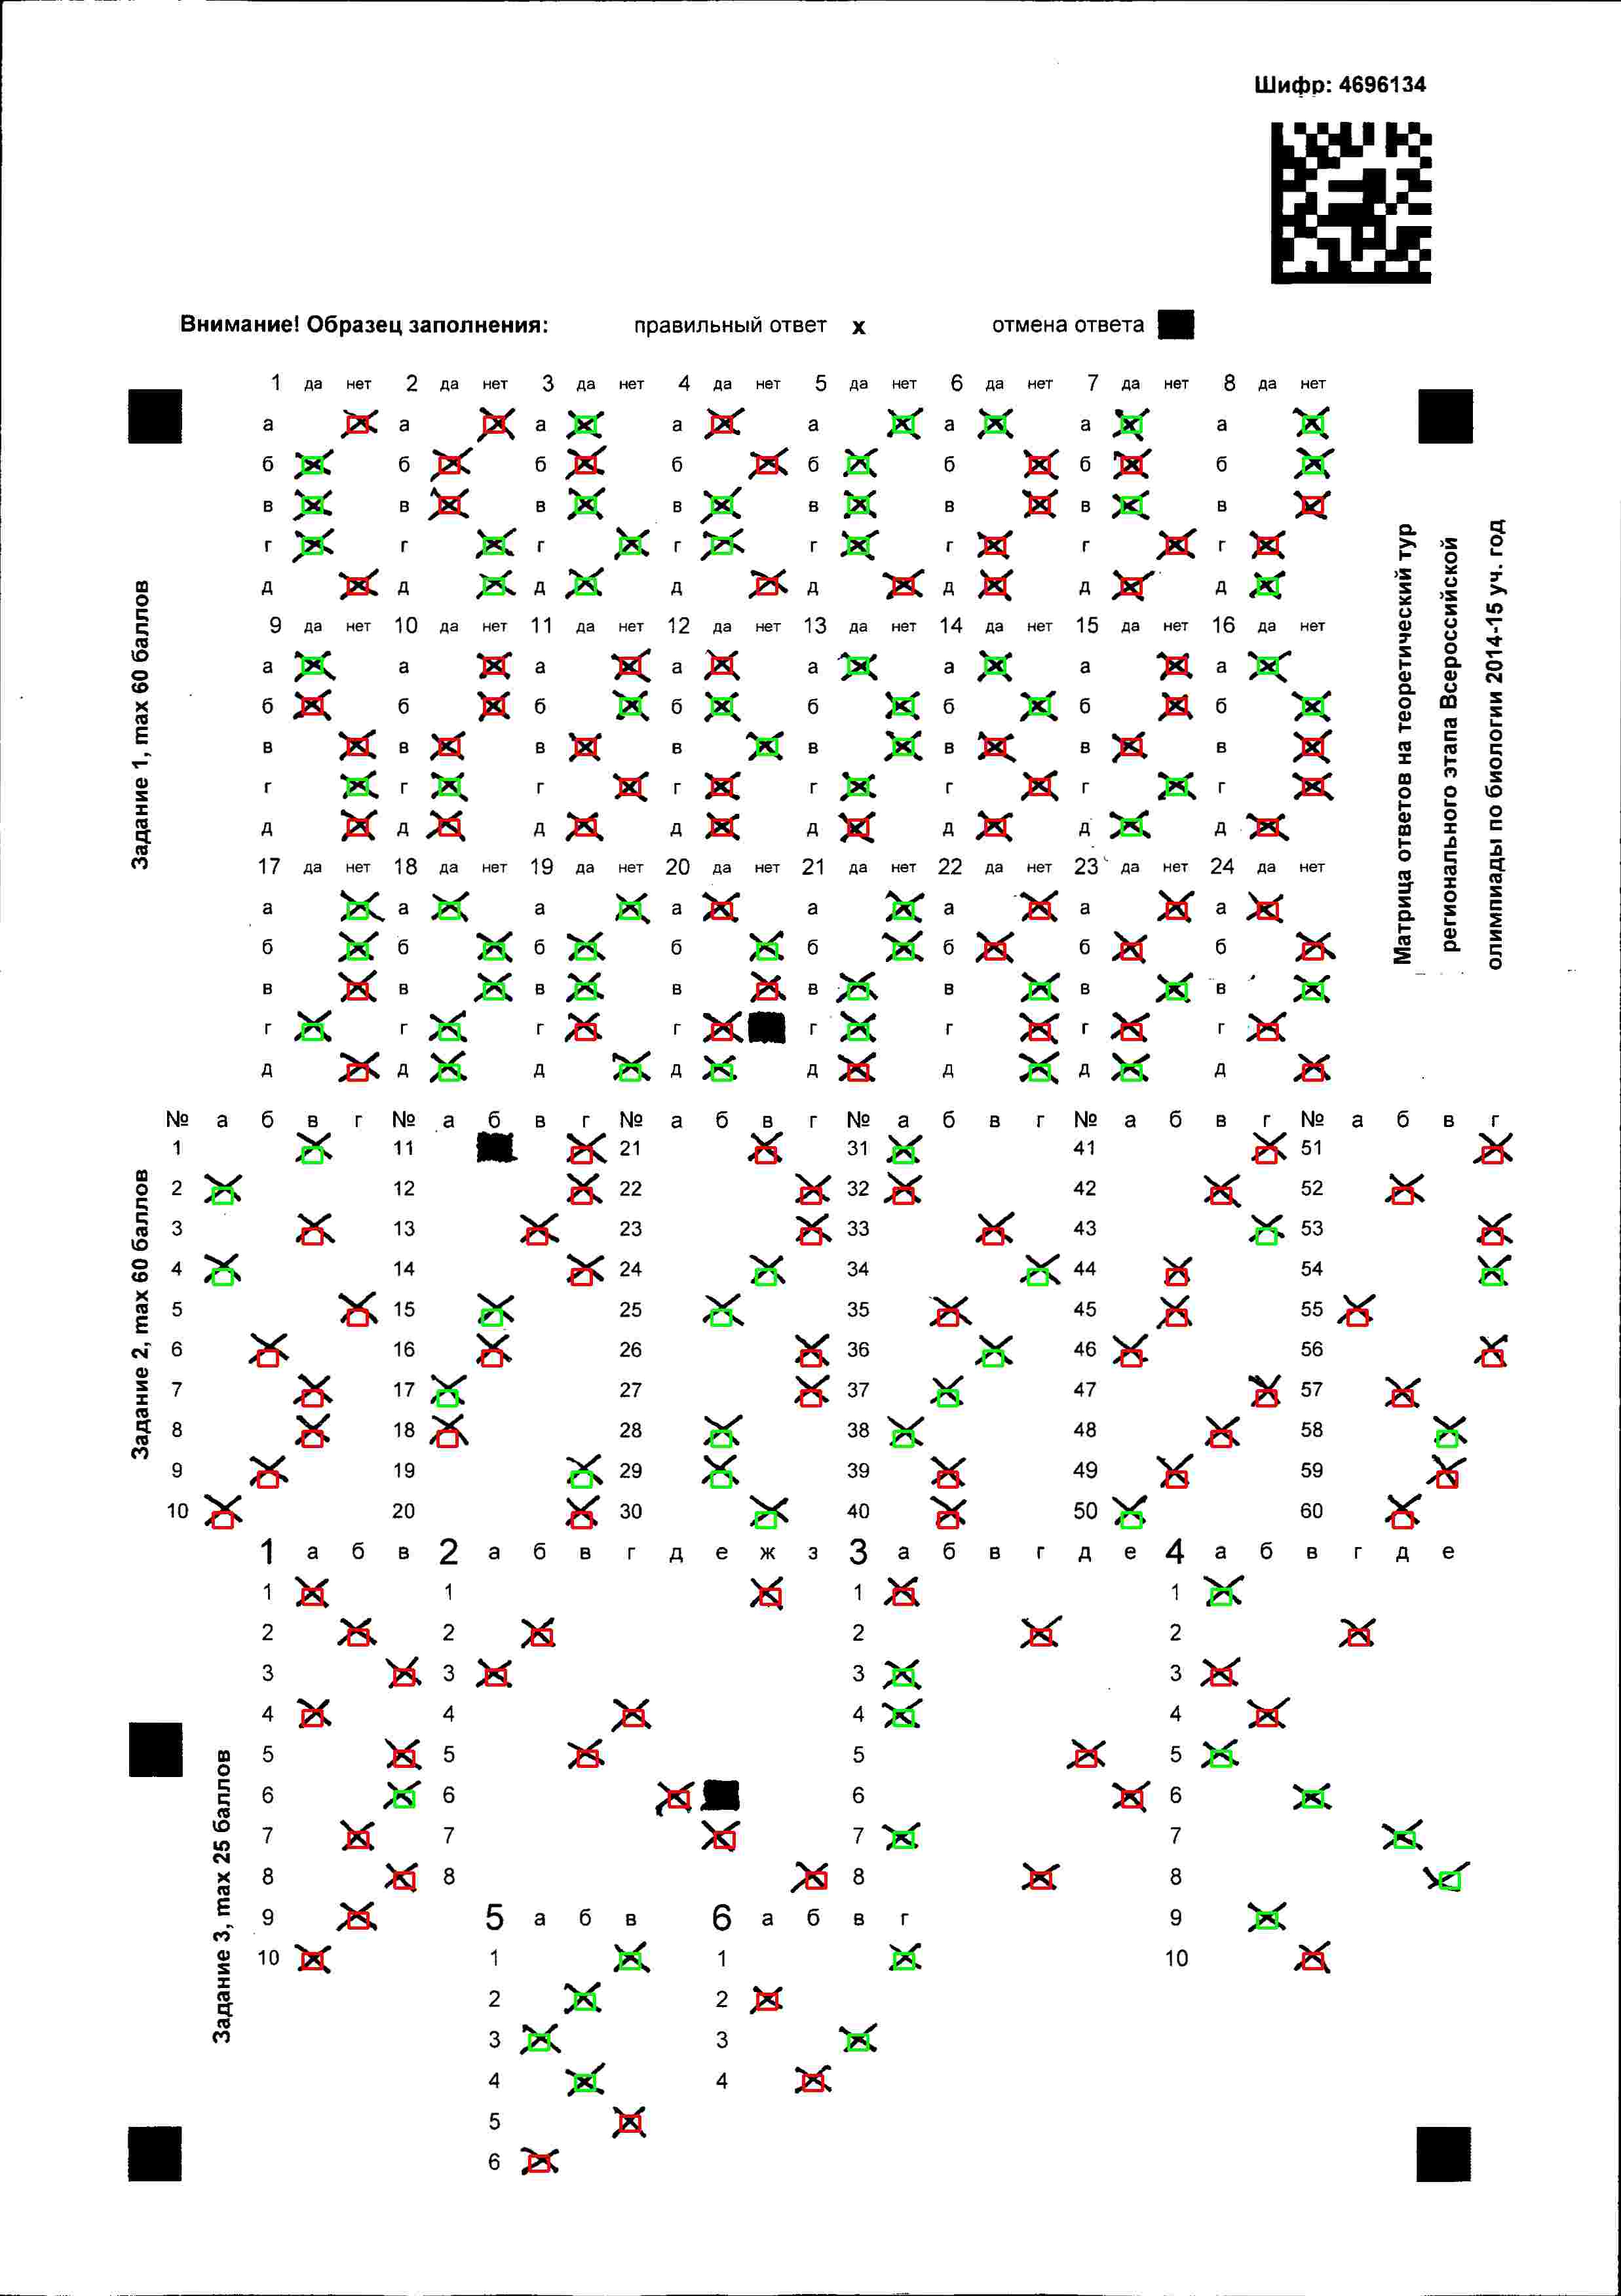 Шифр: 4696134
Внимание! Образец заполнения: правильный ответ х отмена ответа
Задание 1, max 60 баллов
1 да нет 2 да нет 3 да нет 4 да нет 5 да нет 6 да нет 7 да нет 8 да нет
а а а а а а а а
б б б б б б б б
в в в в в в в в
г г г г г г г г
д д д д д д д д
9 да нет 10 да нет 11 да нет 12 да нет 13 да нет 14 да нет 15 да нет 16 да нет
а а а а а а а а
б б б б б б б б
в в в в в в в в
г г г г г г г г
д д д д д д д д
17 да нет 18 да нет 19 да нет 20 да нет 21 да нет 22 да нет 23 да нет 24 да нет
а а а а а а а а
б б б б б б б б
в в в в в в в в
г г г г г г г г
д д д д д д д д
Матрица ответов на теоретический тур
регионального этапа Всероссийской
олимпиады по биологии 2014-15 уч. год
Задание 2, max 60 баллов
№ а б в г № а б в г № а б в г № а б в г № а б в г № а б в г
1 11 21 31 41 51
2 12 22 32 42 52
3 13 23 33 43 53
4 14 24 34 44 54
5 15 25 35 45 55
6 16 26 36 46 56
7 17 27 37 47 57
8 18 28 38 48 58
9 19 29 39 49 59
10 20 30 40 50 60
Задание 3, max 25 баллов
1 а б в 2 а б в г д е ж з 3 а б в г д е 4 а б в г д е
1 1 1 1
2 2 2 2
3 3 3 3
4 4 4 4
5 5 5 5
6 6 6 6
7 7 7 7
8 8 8 8
9 5 а б в 6 а б в г 9
10 1 1 10
2 2
3 3
4 4
5
6